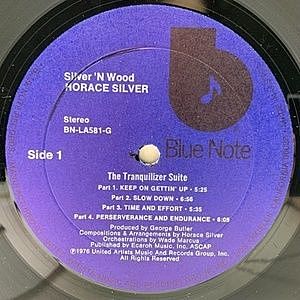 Silver 'N Wood
HORACE SILVER
Stereo
BN-LA581-G
Side 1
Blue Note
The Tranquilizer Suite
Part 1. KEEP ON GETTIN' UP - 5:25
Part 2. SLOW DOWN - 6:56
Part 3. TIME AND EFFORT - 5:35
Part 4. PERSERVERANCE AND ENDURANCE - 6:08
Produced by George Butler
Compositions & Arrangements by Horace Silver
Orchestrations by Wade Marcus
Published by Ecaroh Music Inc. ASCAP
℗1976 United Artists Music And Records Group, Inc.
All Rights Reserved